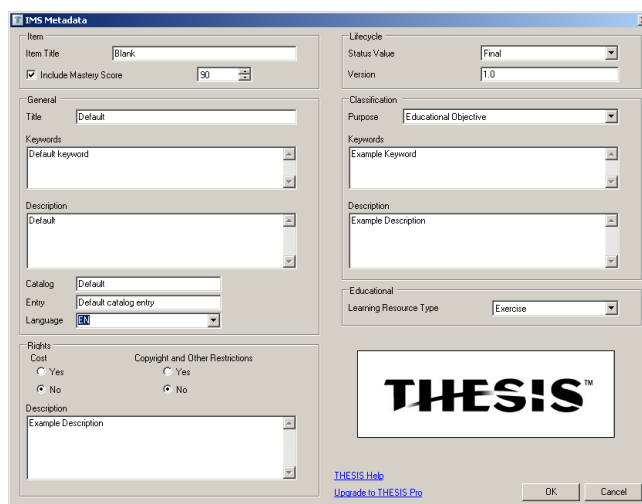 IMS Metadata
Item
Item Title Blank
Include Mastery Score 90
General
Title Default
Keywords
Default keyword
Description
Default
Catalog Default
Entry Default catalog entry
Language EN
Rights
Cost Copyright and Other Restrictions
Yes Yes
No No
Description
Example Description
Lifecycle
Status Value Final
Version 1.0
Classification
Purpose Educational Objective
Keywords
Example Keyword
Description
Example Description
Educational
Learning Resource Type Exercise
THESIS™
THESIS Help
Upgrade to THESIS Pro
OK Cancel